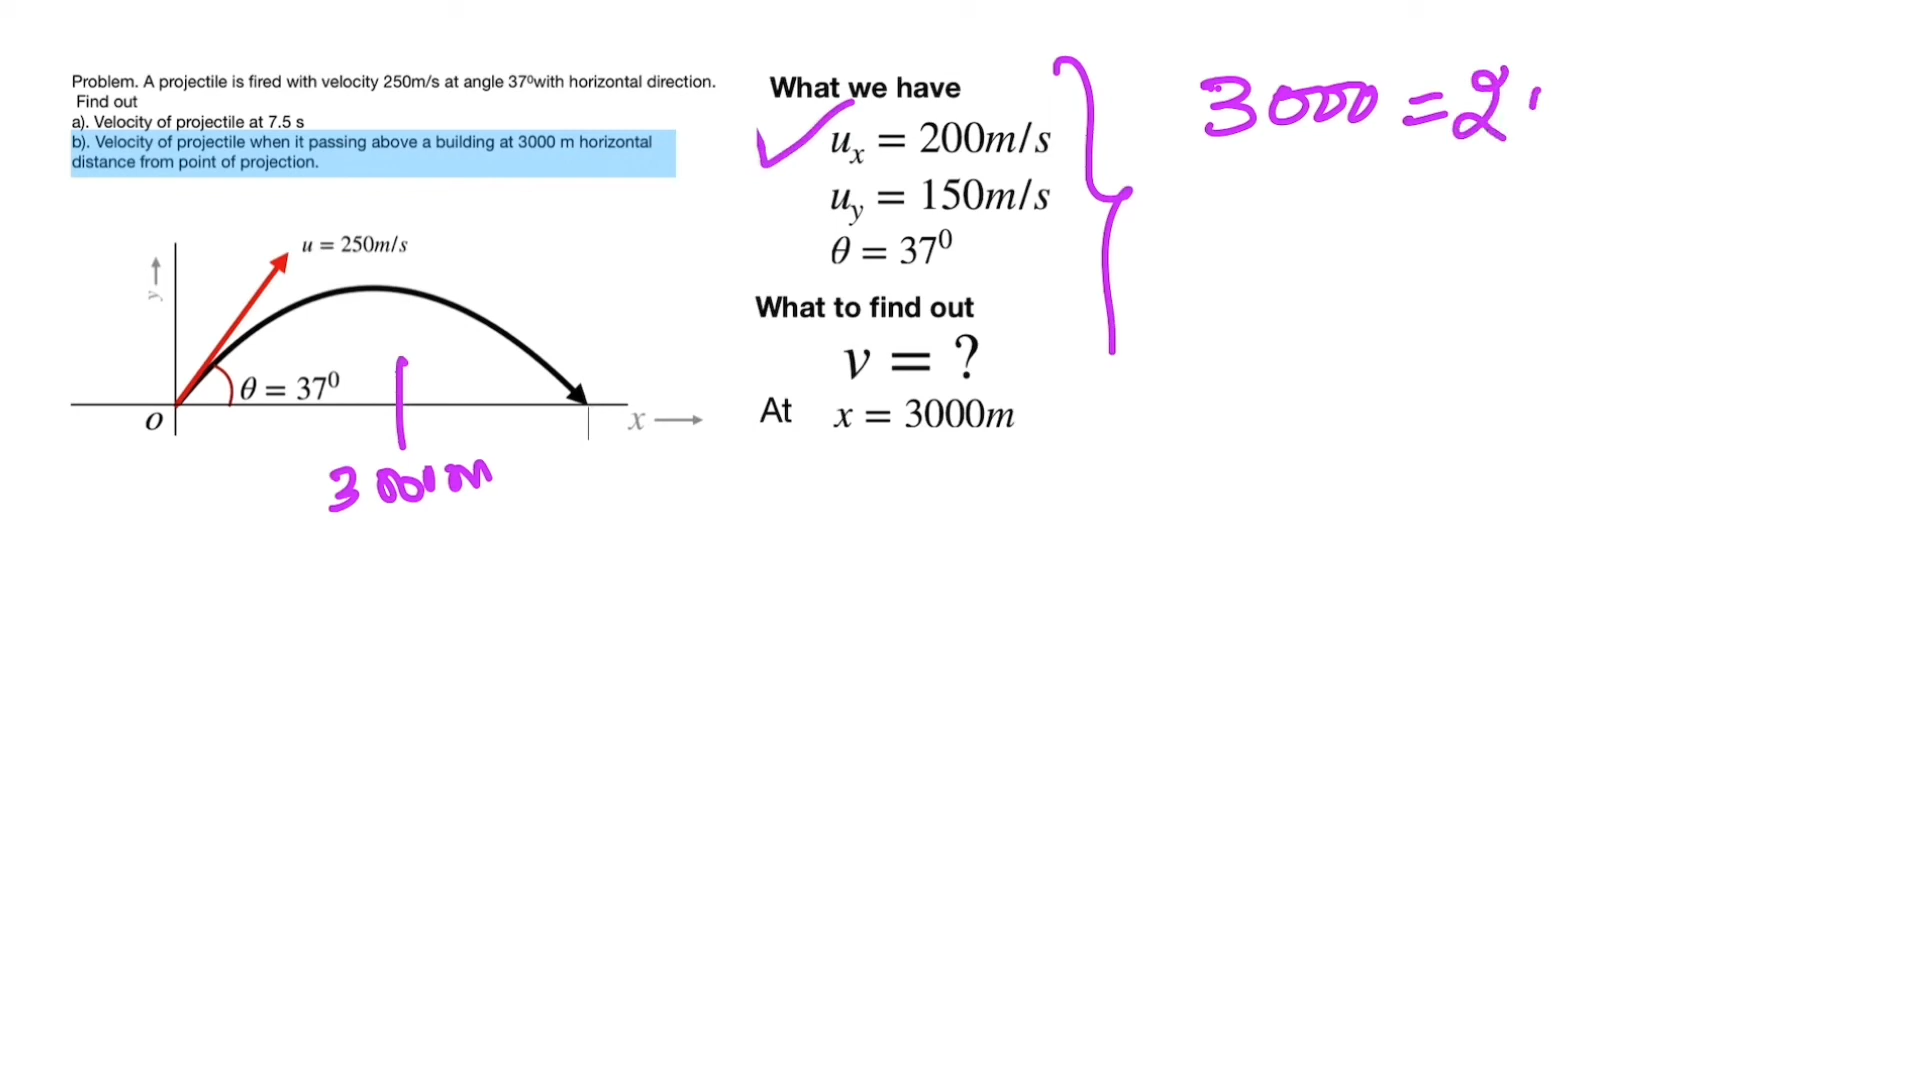 Problem. A projectile is fired with velocity 250m/s at angle 37⁰with horizontal direction.
Find out
a). Velocity of projectile at 7.5 s
b). Velocity of projectile when it passing above a building at 3000 m horizontal
distance from point of projection.
What we have
uₓ = 200m/s
u_y = 150m/s
θ = 37⁰
What to find out
v = ?
At x = 3000m
3000 = 2
u = 250m/s
y
θ = 37⁰
O
x
3000m